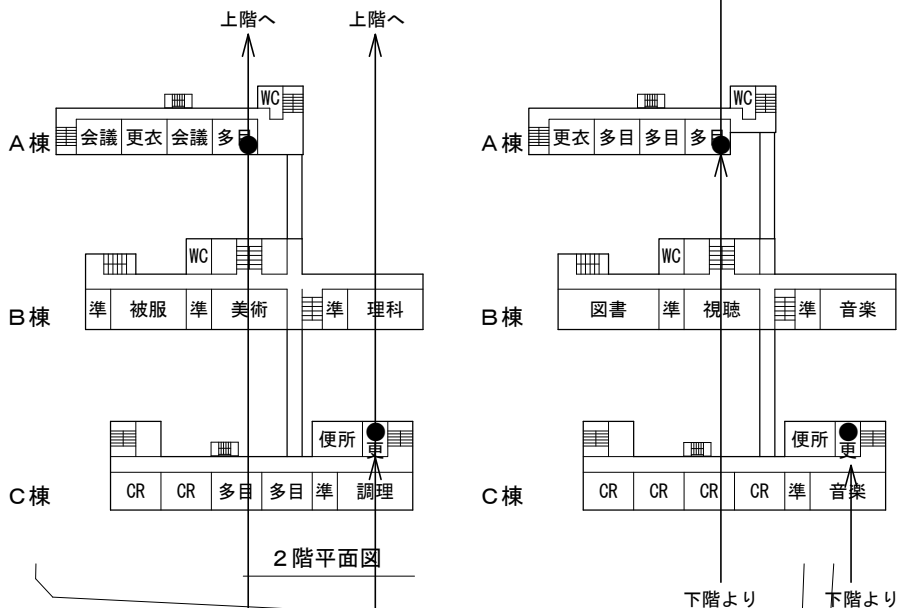 上階へ 上階へ
WC
A棟 会議 更衣 会議 多目
WC
B棟 準 被服 準 美術 準 理科
便所 更
C棟 CR CR 多目 多目 準 調理
2階平面図
WC
A棟 更衣 多目 多目 多目
WC
B棟 図書 準 視聴 準 音楽
便所 更
C棟 CR CR CR CR 準 音楽
下階より 下階より